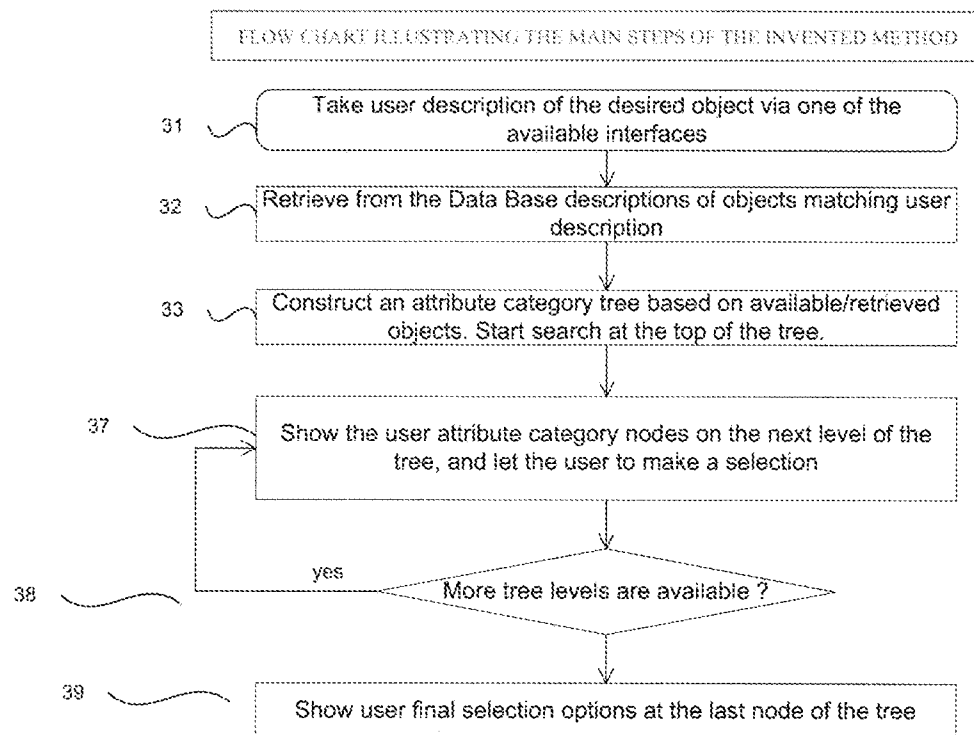 FLOW CHART ILLUSTRATING THE MAIN STEPS OF THE INVENTED METHOD
31
Take user description of the desired object via one of the
available interfaces
32
Retrieve from the Data Base descriptions of objects matching user
description
33
Construct an attribute category tree based on available/retrieved
objects. Start search at the top of the tree.
37
Show the user attribute category nodes on the next level of the
tree, and let the user to make a selection
yes
38
More tree levels are available ?
39
Show user final selection options at the last node of the tree